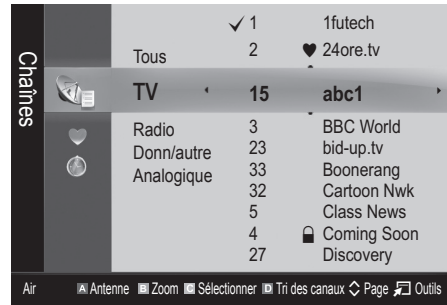 Chaînes
1 1futech
Tous 2 24ore.tv
TV 15 abc1
Radio 3 BBC World
Donn/autre 23 bid-up.tv
Analogique 33 Boonerang
32 Cartoon Nwk
5 Class News
4 Coming Soon
27 Discovery
Air A Antenne B Zoom C Sélectionner D Tri des canaux Page Outils